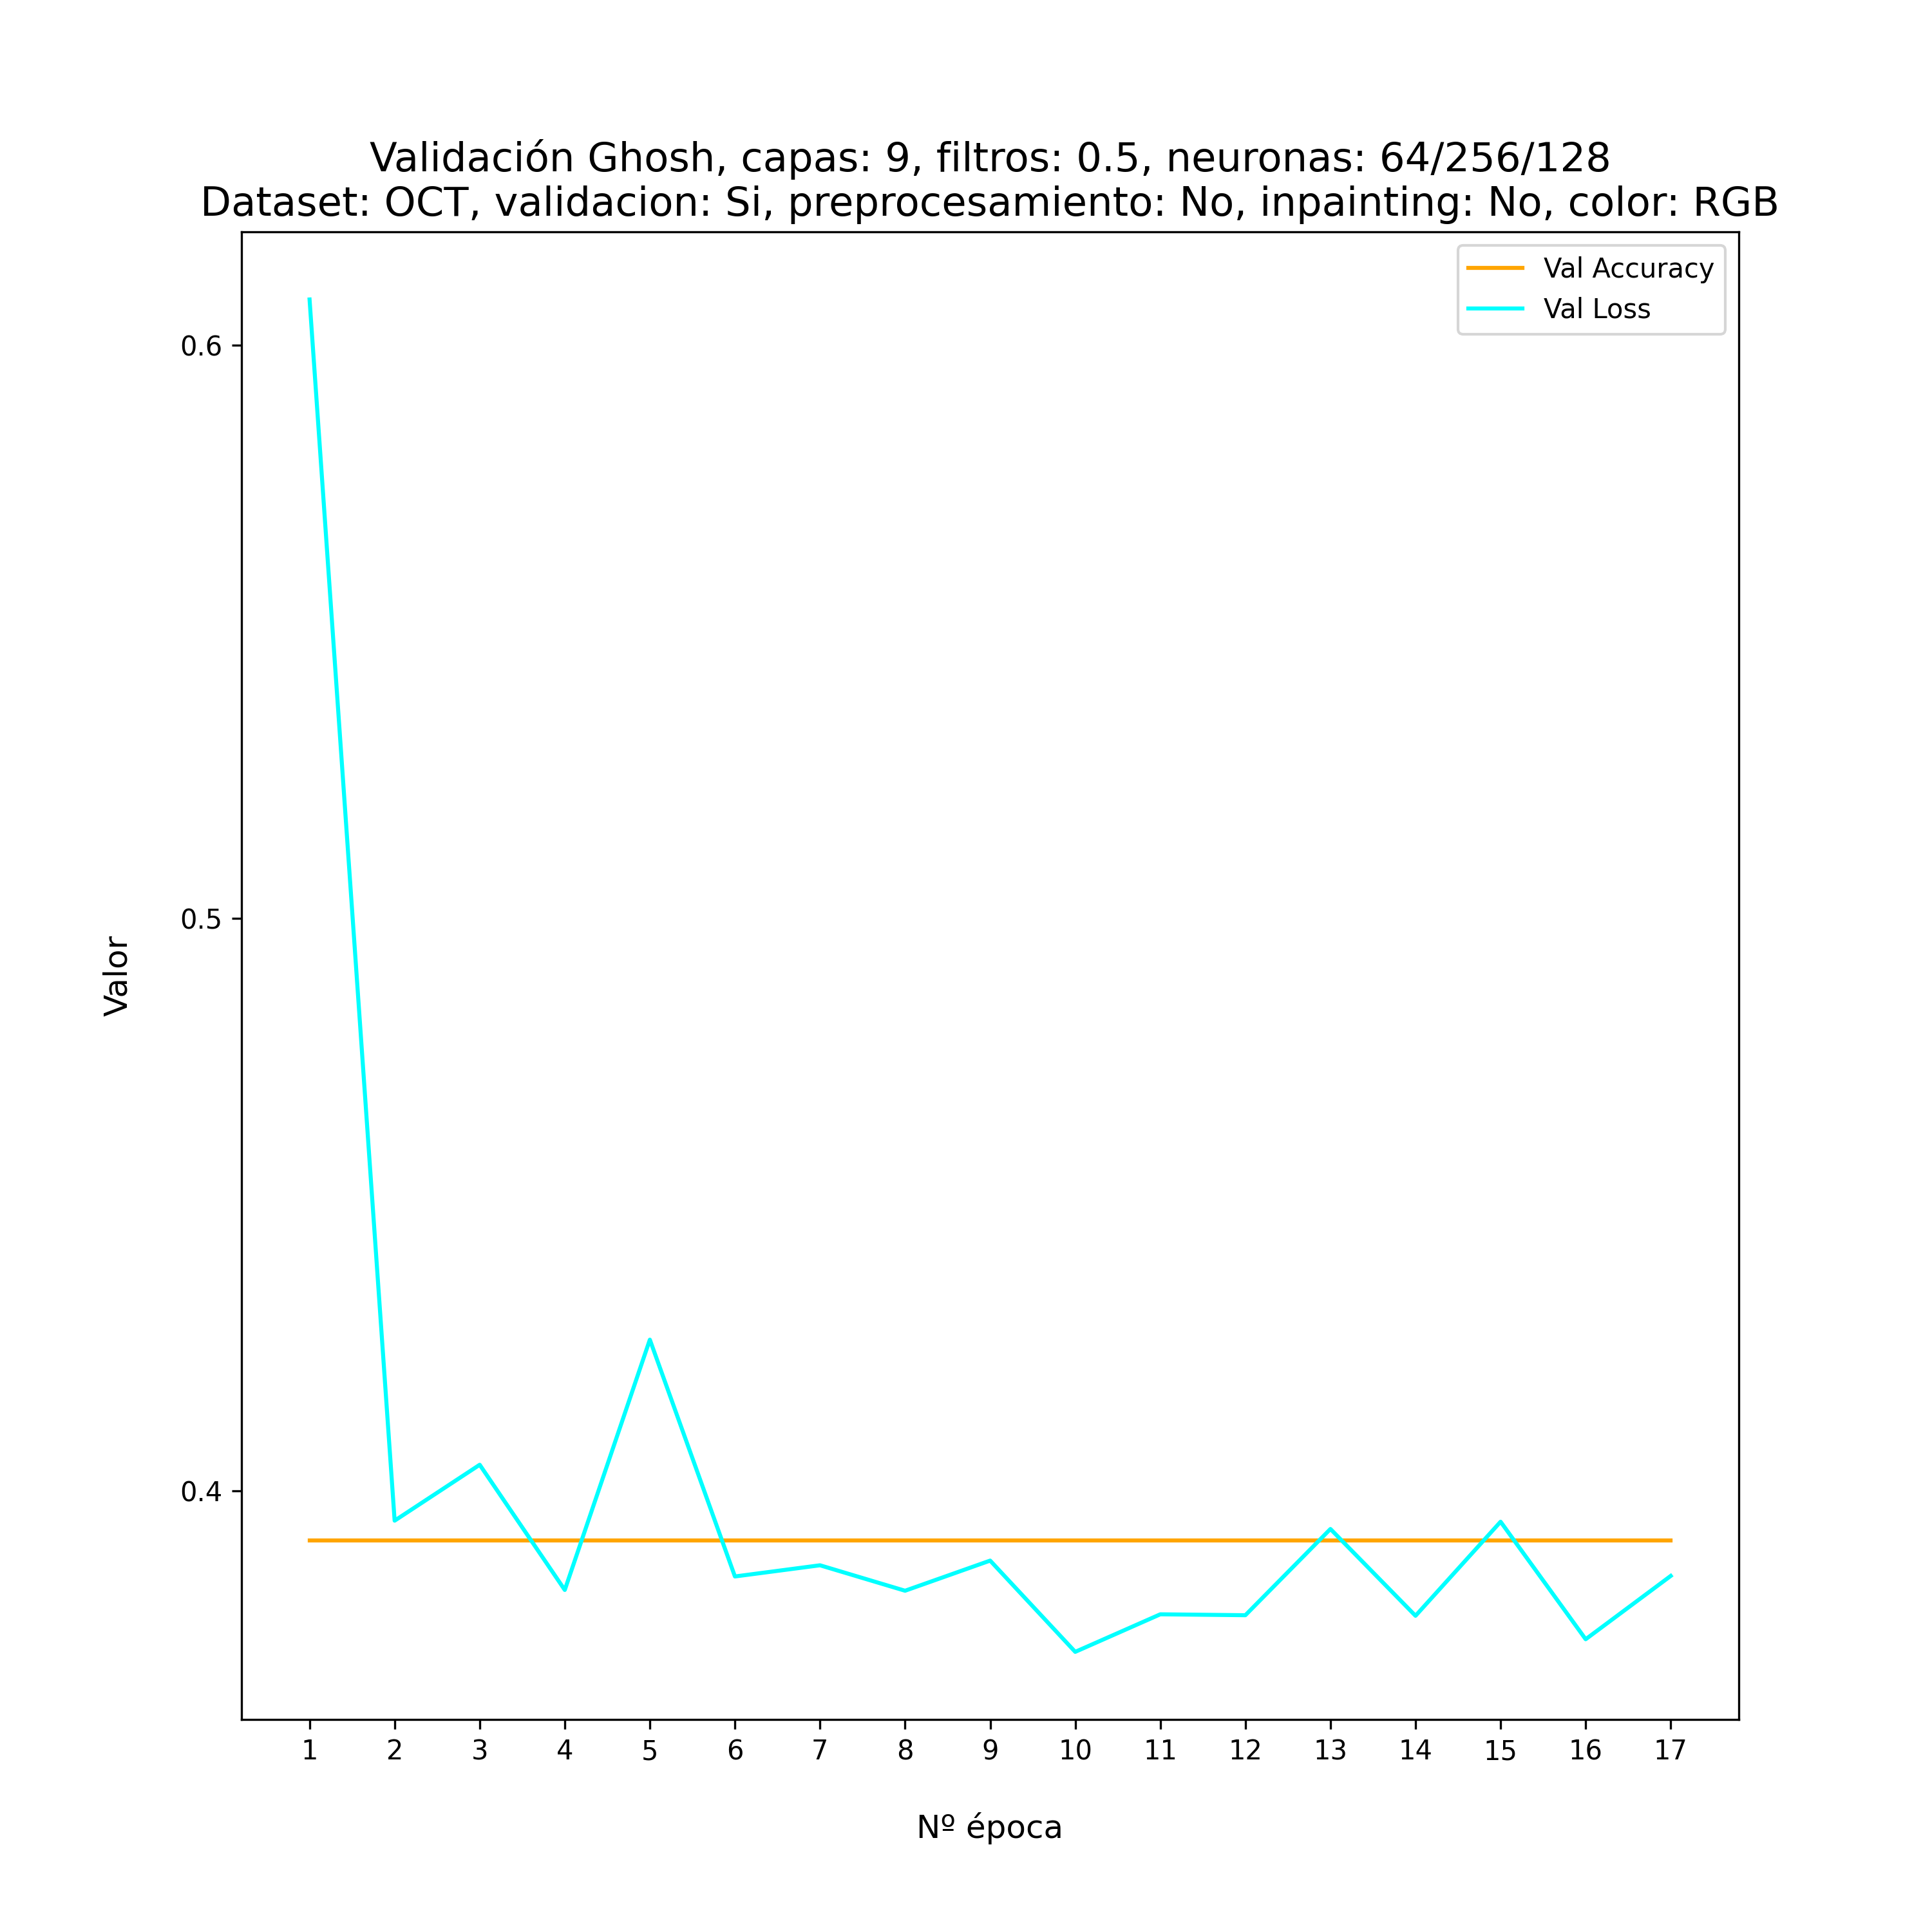 Validación Ghosh, capas: 9, filtros: 0.5, neuronas: 64/256/128
Dataset: OCT, validacion: Si, preprocesamiento: No, inpainting: No, color: RGB
Val Accuracy
Val Loss
0.6
0.5
0.4
Valor
1 2 3 4 5 6 7 8 9 10 11 12 13 14 15 16 17
Nº época